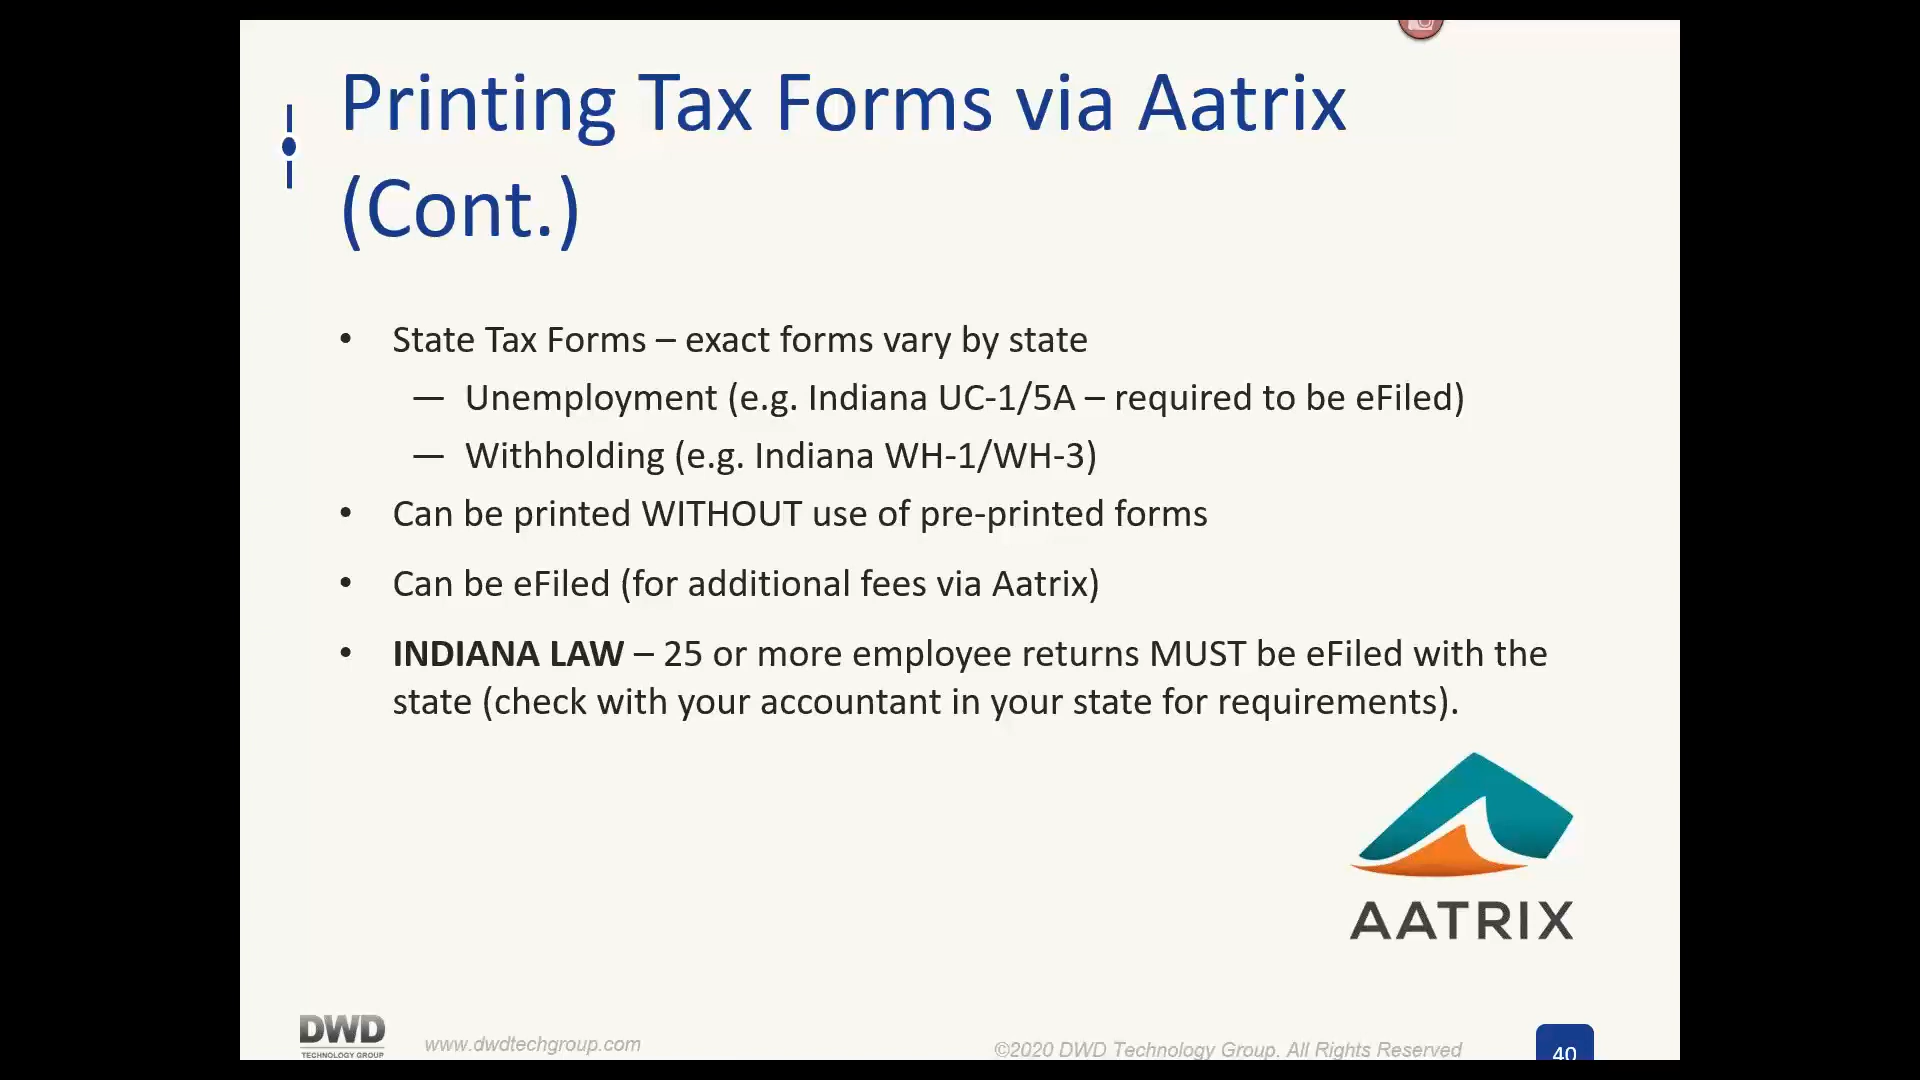 Printing Tax Forms via Aatrix
(Cont.)
• State Tax Forms – exact forms vary by state
— Unemployment (e.g. Indiana UC-1/5A – required to be eFiled)
— Withholding (e.g. Indiana WH-1/WH-3)
• Can be printed WITHOUT use of pre-printed forms
• Can be eFiled (for additional fees via Aatrix)
• INDIANA LAW – 25 or more employee returns MUST be eFiled with the
state (check with your accountant in your state for requirements).
AATRIX
DWD
TECHNOLOGY GROUP
www.dwdtechgroup.com
©2020 DWD Technology Group. All Rights Reserved
40